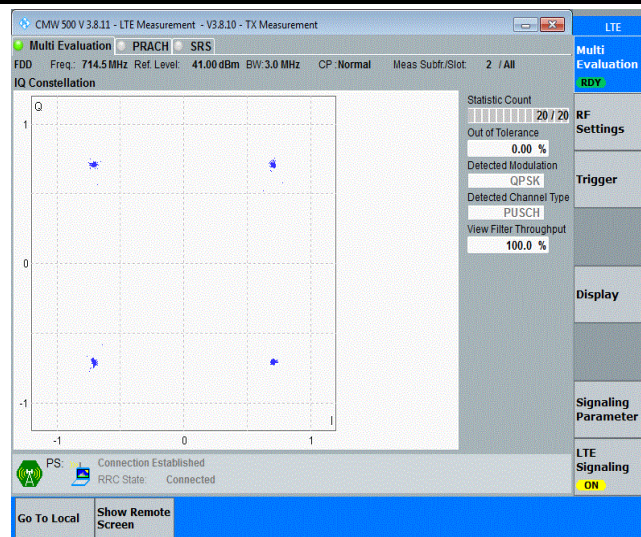 CMW 500 V 3.8.11 - LTE Measurement - V3.8.10 - TX Measurement
LTE
Multi Evaluation PRACH SRS
Multi
Evaluation
RDY
FDD Freq.: 714.5 MHz Ref. Level: 41.00 dBm BW: 3.0 MHz CP : Normal Meas Subfr./Slot: 2 / All
IQ Constellation
Q
1
0
-1
-1
0
1
I
Statistic Count
20 / 20
Out of Tolerance
0.00 %
Detected Modulation
QPSK
Detected Channel Type
PUSCH
View Filter Throughput
100.0 %
RF
Settings
Trigger
Display
Signaling
Parameter
LTE
Signaling
ON
PS: Connection Established
RRC State: Connected
Go To Local
Show Remote
Screen